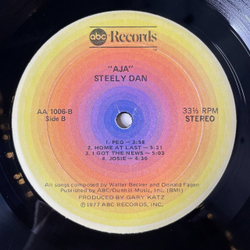 abc Records
"AJA"
STEELY DAN
AA 1006-B
Side B
33⅓ RPM
STEREO
1. PEG – 3:58
2. HOME AT LAST – 5:31
3. I GOT THE NEWS – 5:03
4. JOSIE – 4:30
All songs composed by Walter Becker and Donald Fagen
Published by ABC/Dunhill Music, Inc. (BMI)
PRODUCED BY GARY KATZ
©1977 ABC RECORDS, INC.